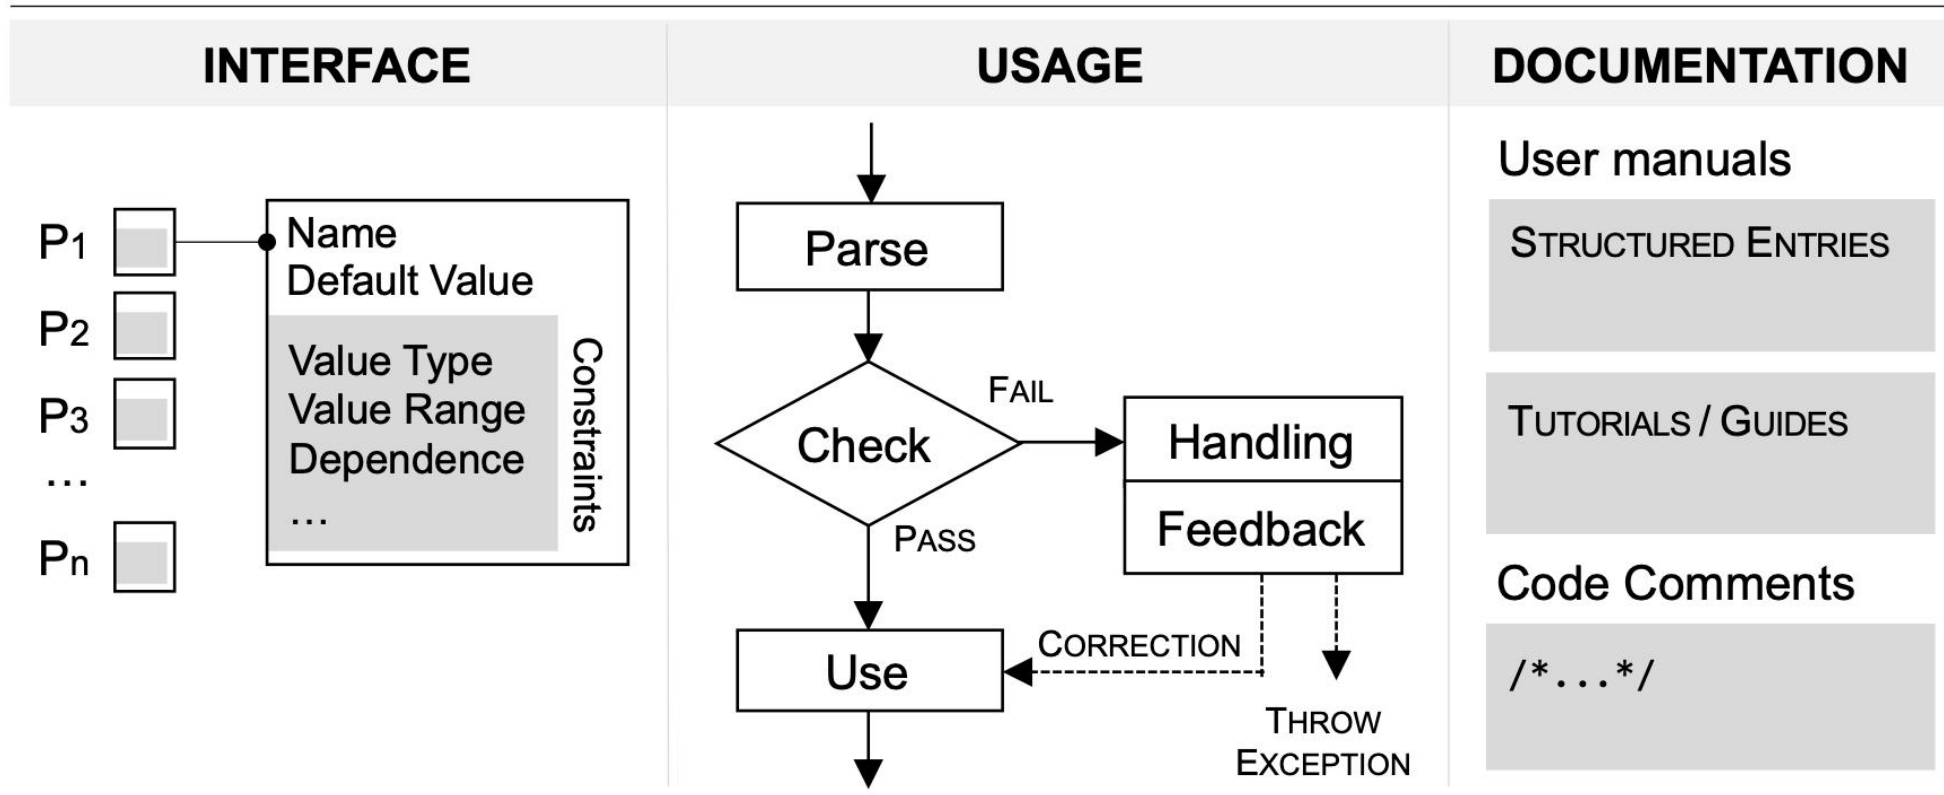 INTERFACE
USAGE
DOCUMENTATION
P1
P2
P3
...
Pn
Name
Default Value
Value Type
Value Range
Dependence
...
Constraints
Parse
Check
FAIL
PASS
Handling
Feedback
Use
CORRECTION
THROW
EXCEPTION
User manuals
STRUCTURED ENTRIES
TUTORIALS / GUIDES
Code Comments
/*...*/